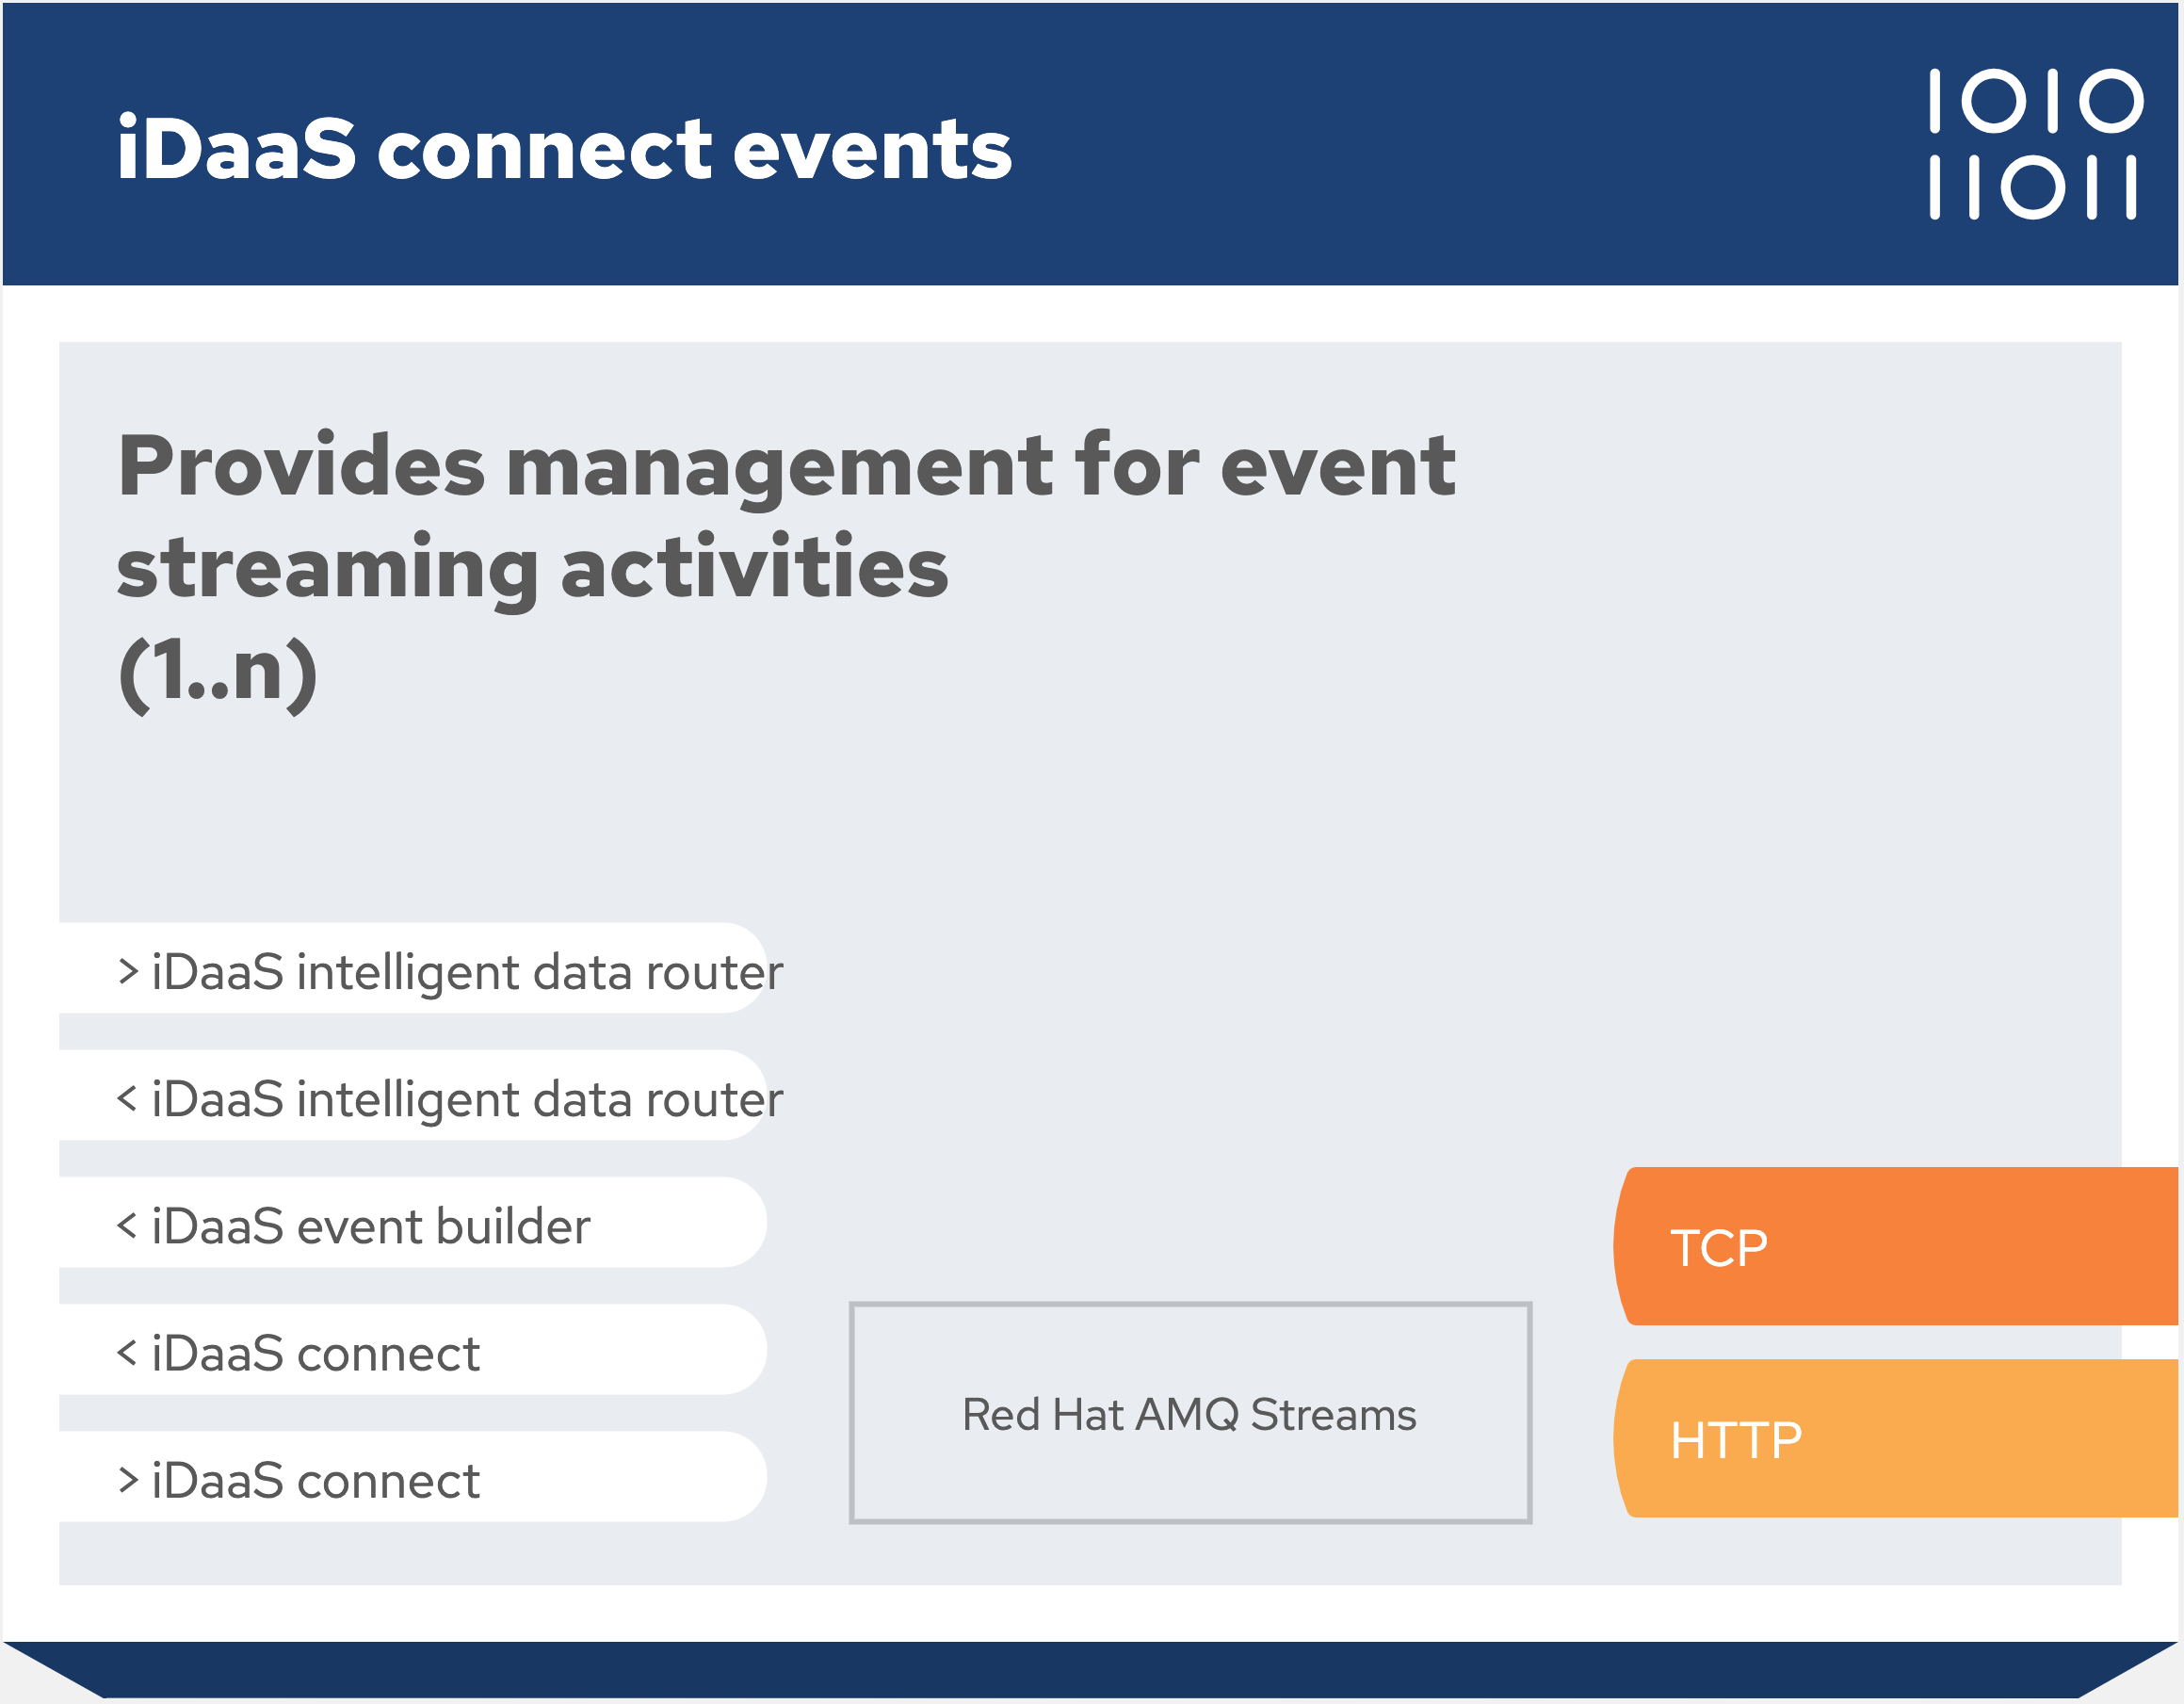 iDaaS connect events
1010
11011
Provides management for event
streaming activities
(1..n)
> iDaaS intelligent data router
< iDaaS intelligent data router
< iDaaS event builder
< iDaaS connect
> iDaaS connect
Red Hat AMQ Streams
TCP
HTTP